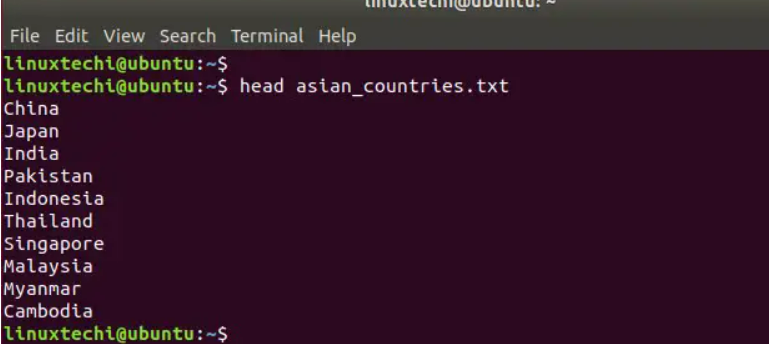 linuxtechi@ubuntu: ~
File Edit View Search Terminal Help
linuxtechi@ubuntu:~$
linuxtechi@ubuntu:~$ head asian_countries.txt
China
Japan
India
Pakistan
Indonesia
Thailand
Singapore
Malaysia
Myanmar
Cambodia
linuxtechi@ubuntu:~$